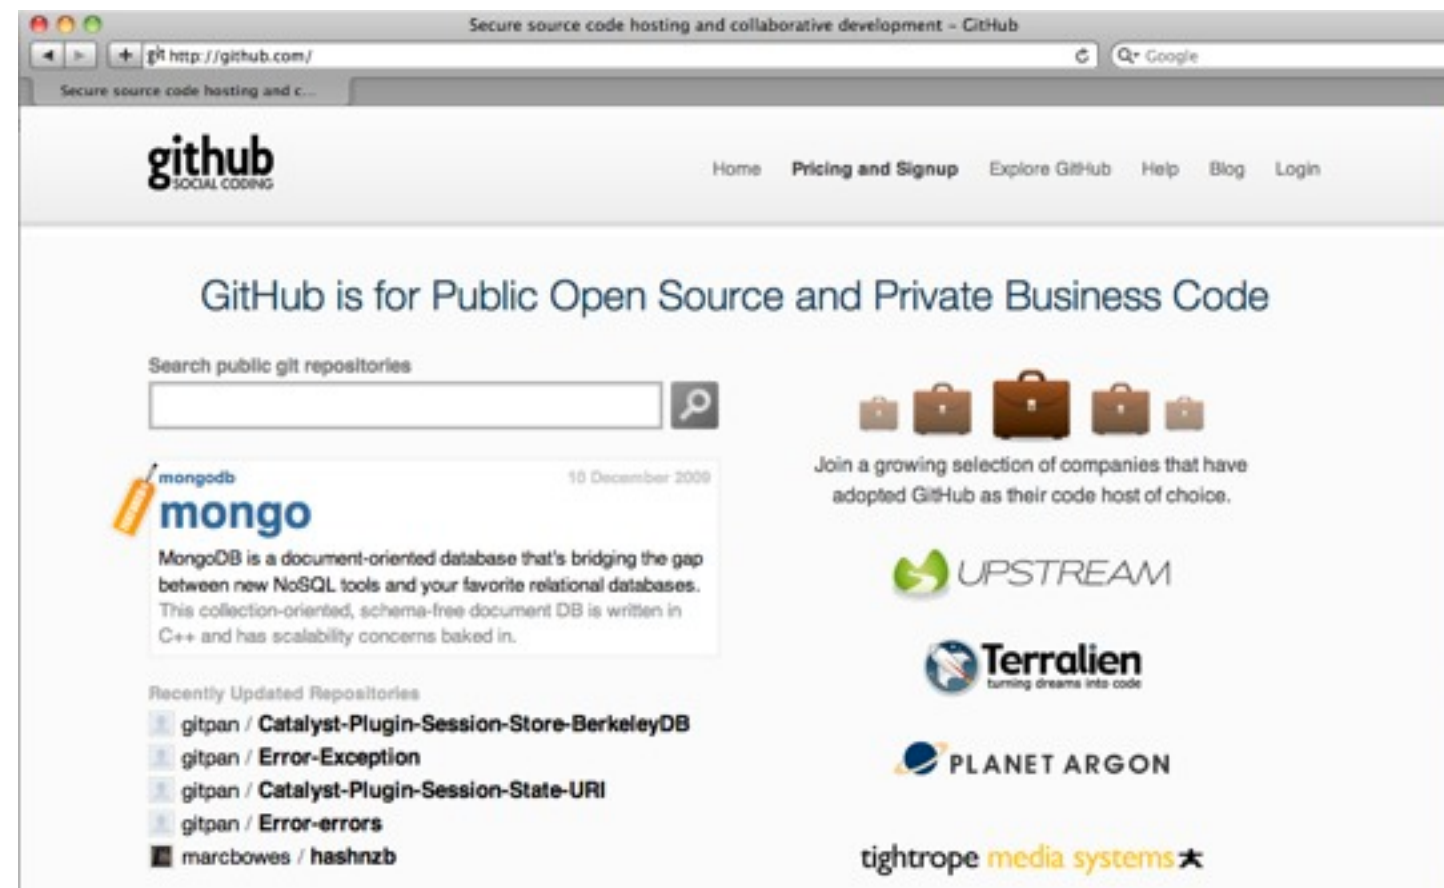 Secure source code hosting and collaborative development – GitHub
http://github.com/
Google
Secure source code hosting and c...
github
SOCIAL CODING
Home Pricing and Signup Explore GitHub Help Blog Login
GitHub is for Public Open Source and Private Business Code
Search public git repositories
mongodb
10 December 2009
mongo
MongoDB is a document-oriented database that's bridging the gap
between new NoSQL tools and your favorite relational databases.
This collection-oriented, schema-free document DB is written in
C++ and has scalability concerns baked in.
Recently Updated Repositories
gitpan / Catalyst-Plugin-Session-Store-BerkeleyDB
gitpan / Error-Exception
gitpan / Catalyst-Plugin-Session-State-URI
gitpan / Error-errors
marcbowes / hashnzb
Join a growing selection of companies that have
adopted GitHub as their code host of choice.
UPSTREAM
Terralien
turning dreams into code
PLANET ARGON
tightrope media systems